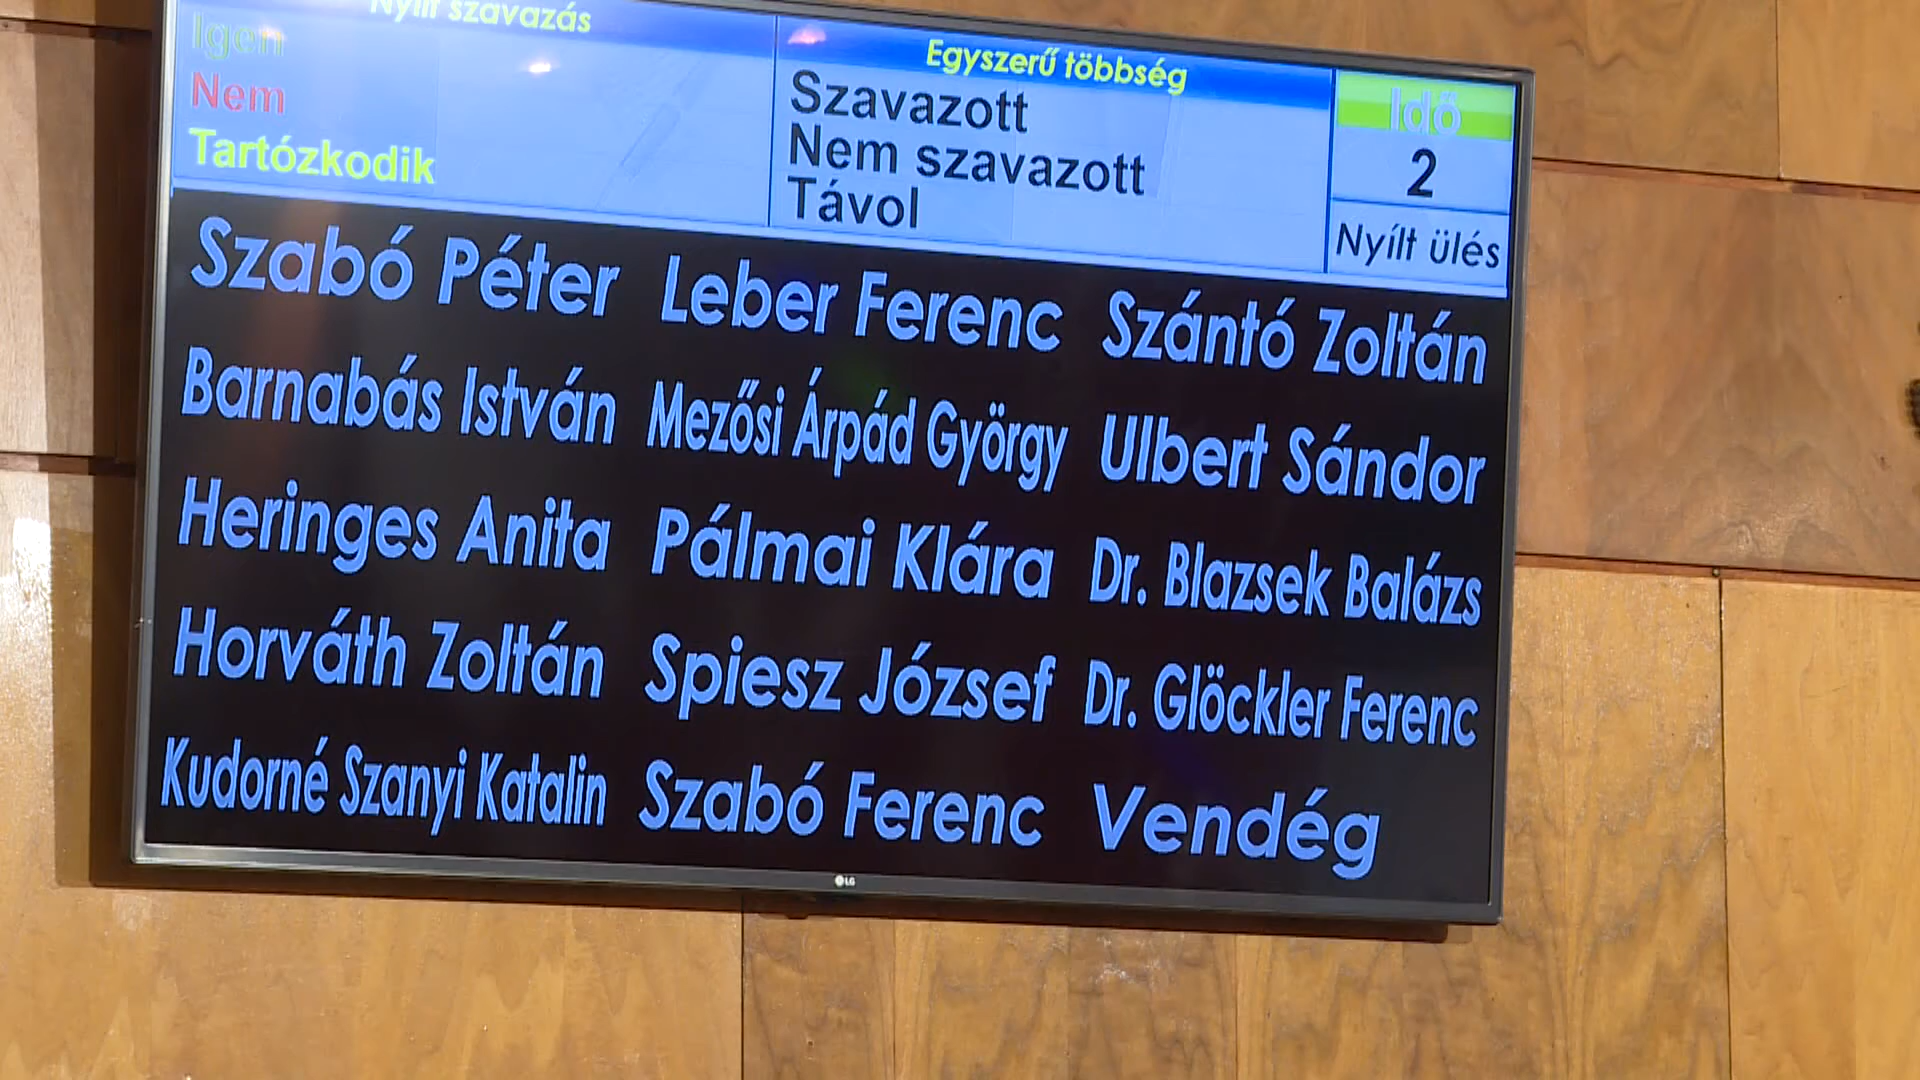 Nyílt szavazás
Igen
Nem
Tartózkodik
Egyszerű többség
Szavazott
Nem szavazott
Távol
Idő
2
Nyílt ülés
Szabó Péter Leber Ferenc Szántó Zoltán
Barnabás István Mezősi Árpád György Ulbert Sándor
Heringes Anita Pálmai Klára Dr. Blazsek Balázs
Horváth Zoltán Spiesz József Dr. Glöckler Ferenc
Kudorné Szanyi Katalin Szabó Ferenc Vendég
LG